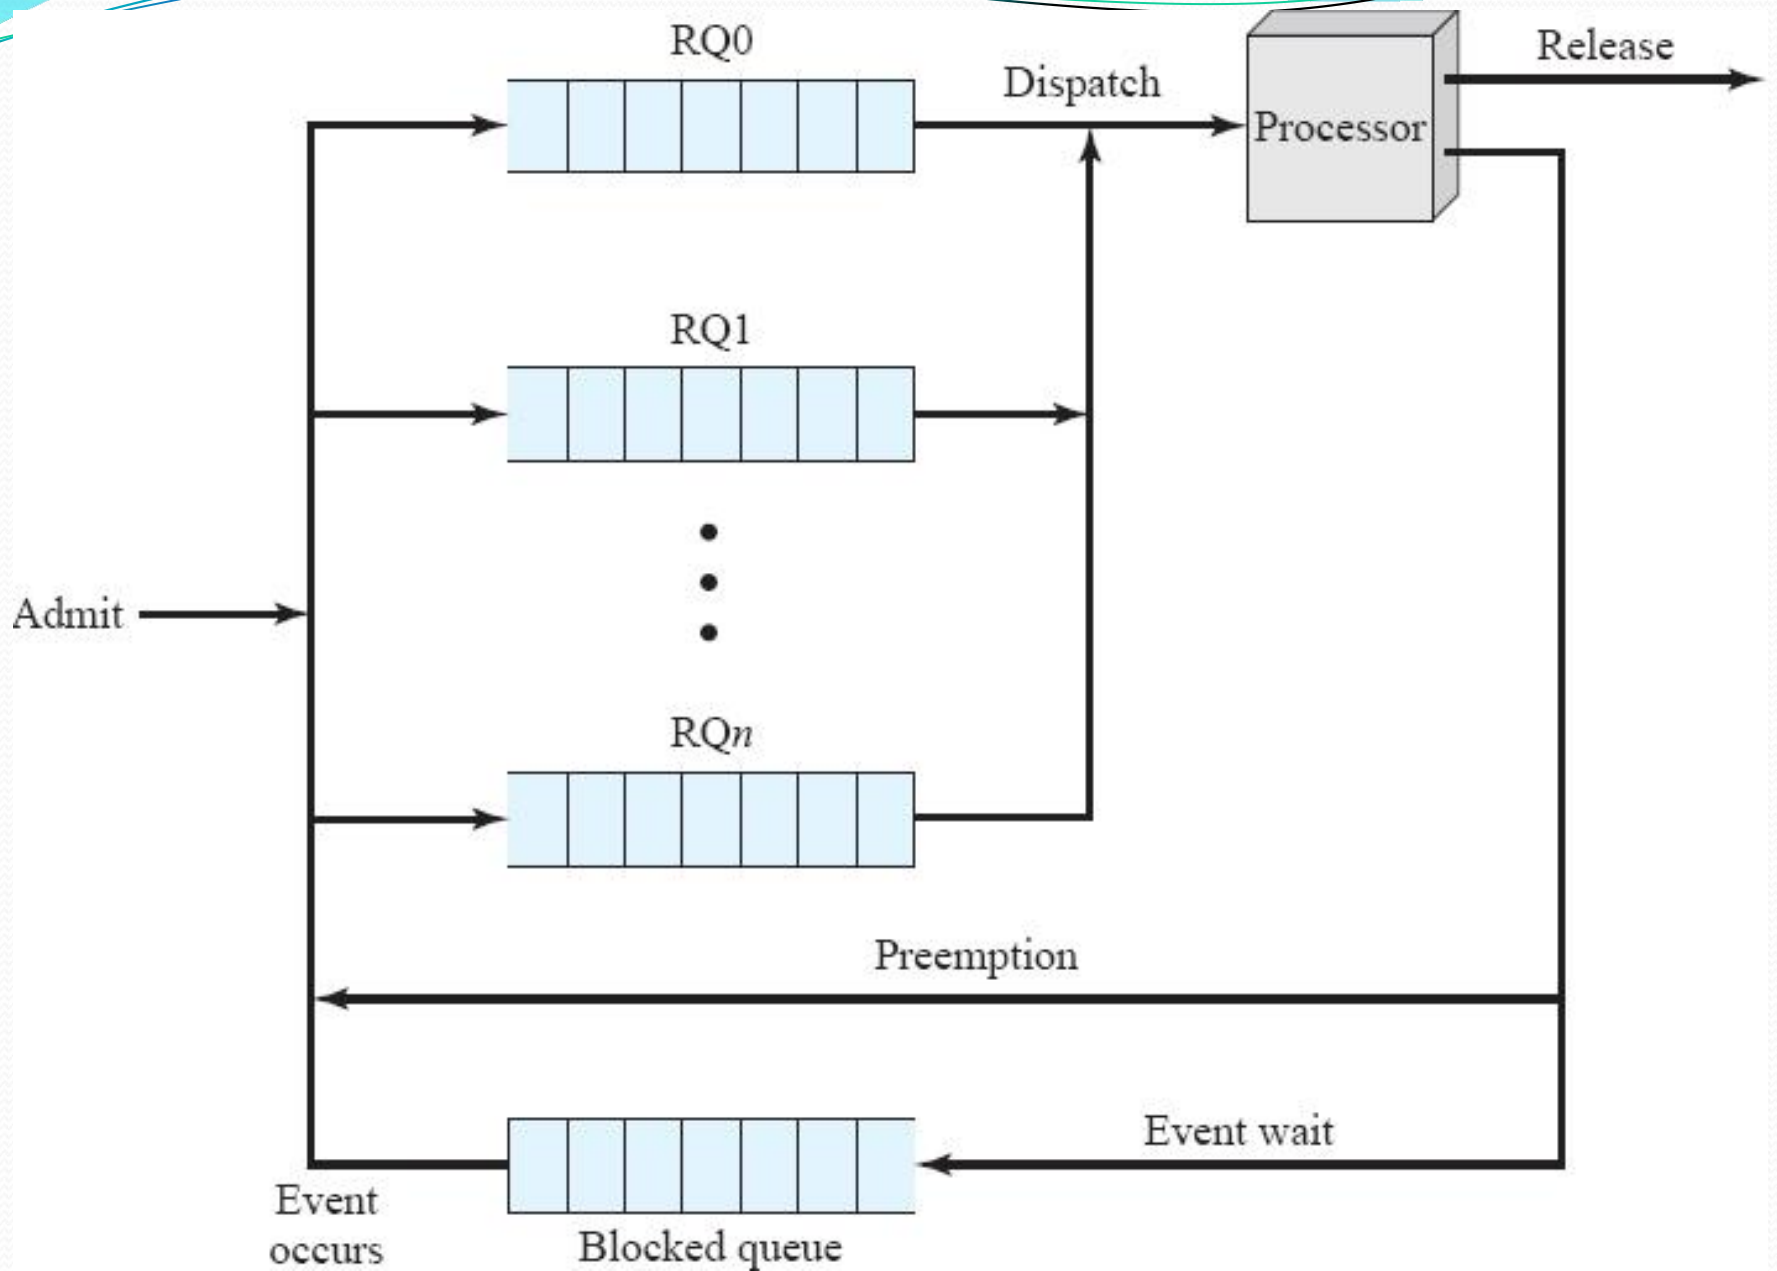 RQ0
Release
Dispatch
Processor
RQ1
Admit
RQn
Preemption
Event wait
Event
occurs
Blocked queue